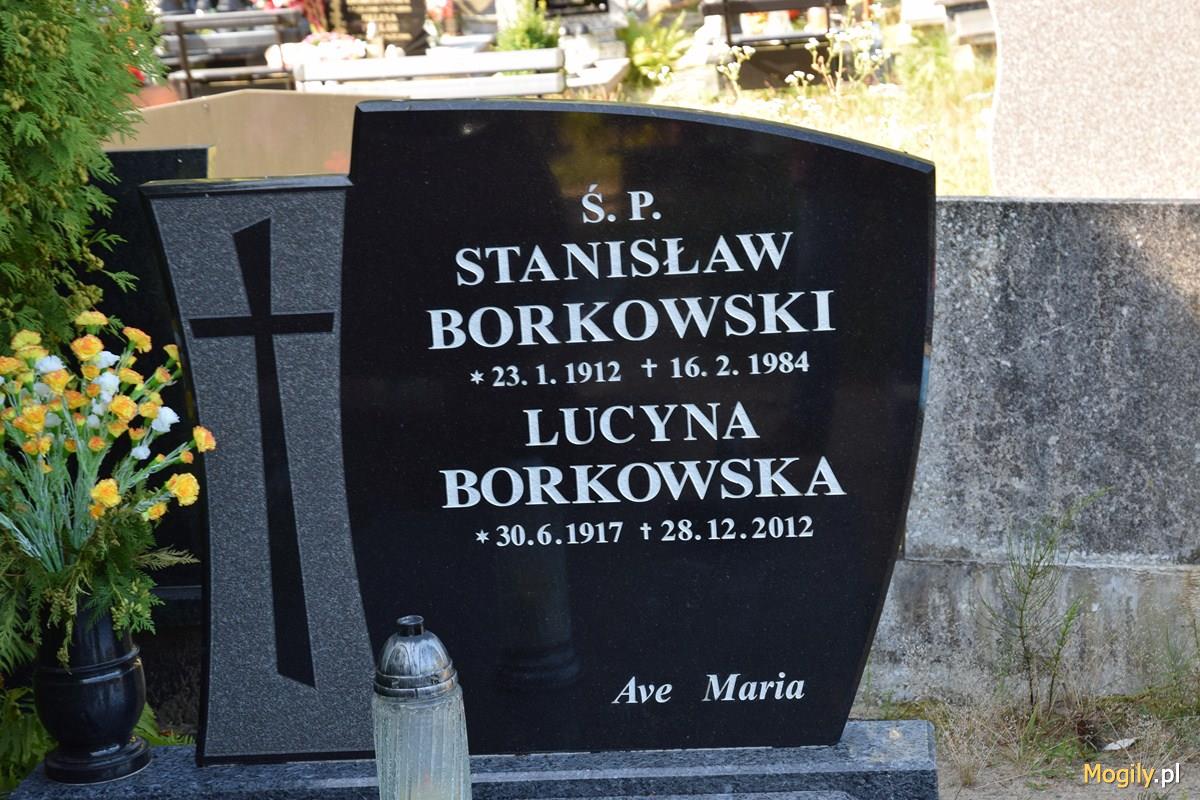 Ś. P.
STANISŁAW
BORKOWSKI
* 23. 1. 1912 † 16. 2. 1984
LUCYNA
BORKOWSKA
* 30.6.1917 † 28.12.2012
Ave Maria
Mogily.pl